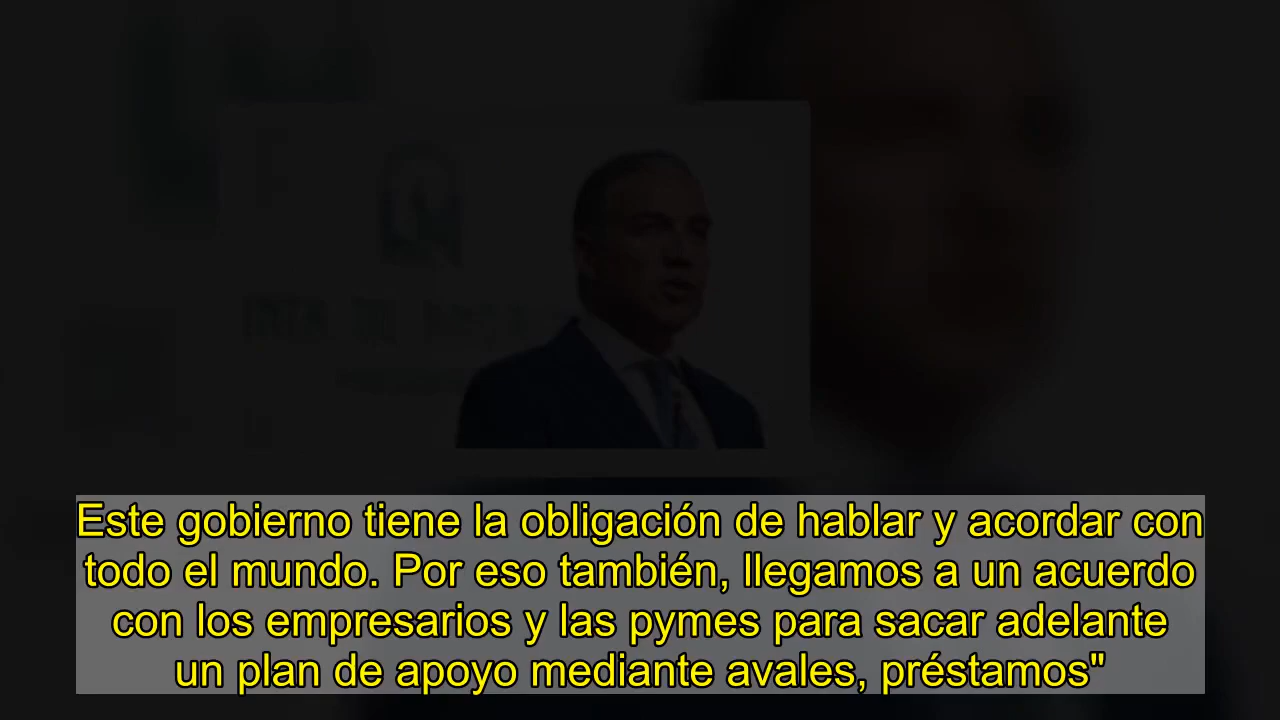 Este gobierno tiene la obligación de hablar y acordar con
todo el mundo. Por eso también, llegamos a un acuerdo
con los empresarios y las pymes para sacar adelante
un plan de apoyo mediante avales, préstamos"